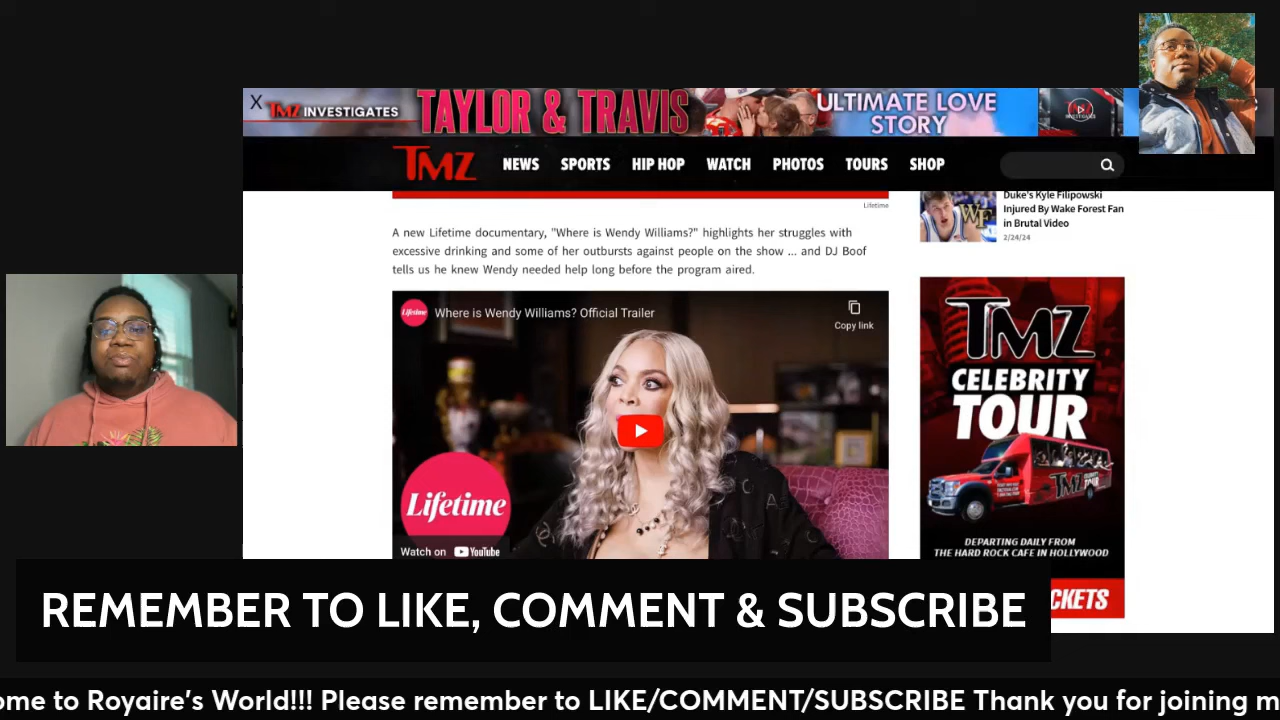 X
TMZ INVESTIGATES
TAYLOR & TRAVIS
ULTIMATE LOVE
STORY
TMZ
NEWS
SPORTS
HIP HOP
WATCH
PHOTOS
TOURS
SHOP
Lifetime
A new Lifetime documentary, "Where is Wendy Williams?" highlights her struggles with
excessive drinking and some of her outbursts against people on the show ... and DJ Boof
tells us he knew Wendy needed help long before the program aired.
Duke's Kyle Filipowski
Injured By Wake Forest Fan
in Brutal Video
2/24/24
WF
Lifetime
Where is Wendy Williams? Official Trailer
Copy link
Lifetime
Watch on YouTube
TMZ
CELEBRITY
TOUR
TMZ
DEPARTING DAILY FROM
THE HARD ROCK CAFE IN HOLLYWOOD
CKETS
REMEMBER TO LIKE, COMMENT & SUBSCRIBE
ome to Royaire's World!!! Please remember to LIKE/COMMENT/SUBSCRIBE Thank you for joining m